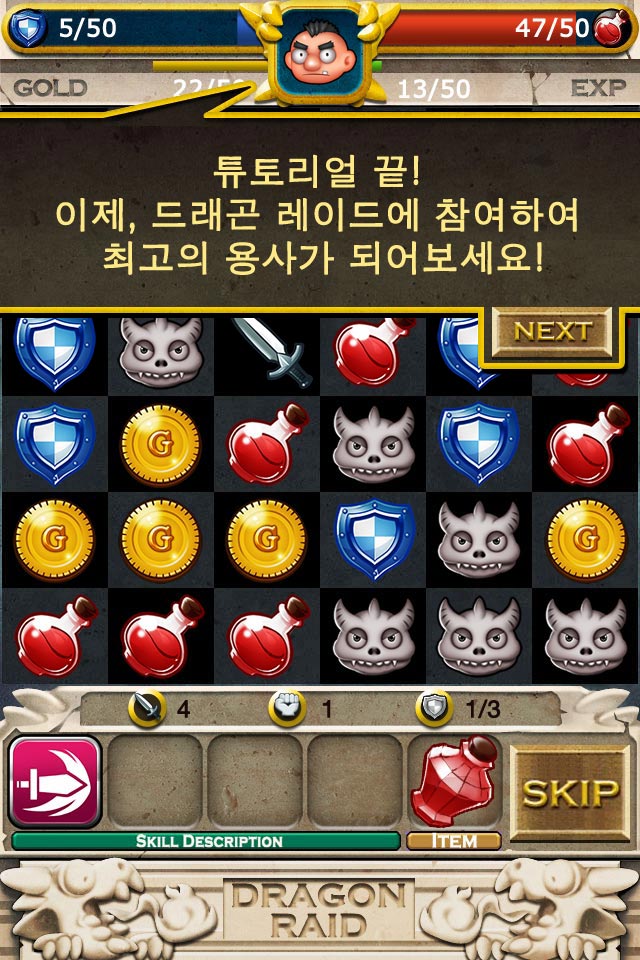 5/50
47/50
GOLD
22/50
13/50
EXP
튜토리얼 끝!
이제, 드래곤 레이드에 참여하여
최고의 용사가 되어보세요!
NEXT
G
G
G
G
G
4
1
1/3
SKIP
SKILL DESCRIPTION
ITEM
DRAGON
RAID